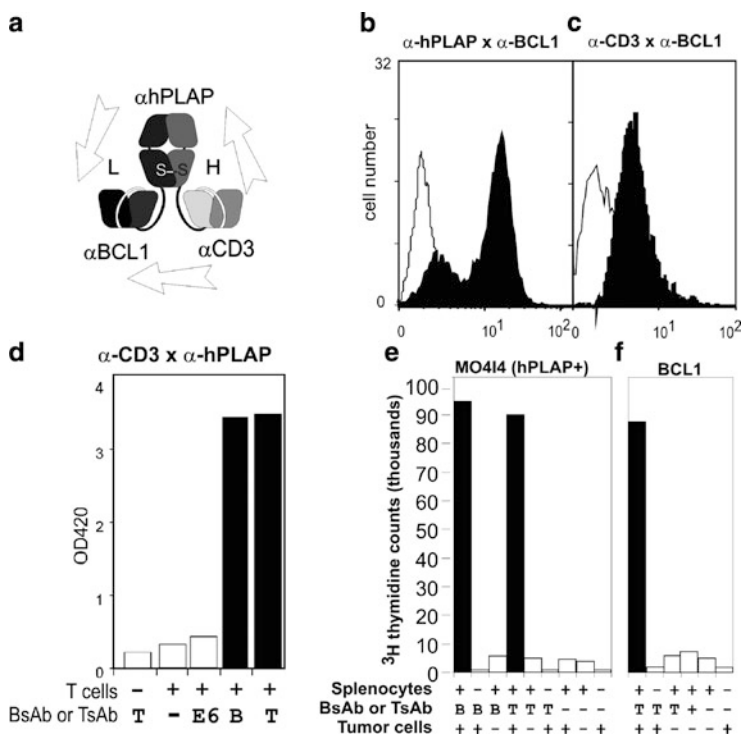 a
αhPLAP
L
S-S
H
αBCL1
αCD3
b
α-hPLAP x α-BCL1
c
α-CD3 x α-BCL1
32
cell number
0
0
10¹
10²
0
10¹
10²
d
α-CD3 x α-hPLAP
4
3
2
1
0
OD420
T cells
− + + + +
BsAb or TsAb
T − E6 B T
e
MO4I4 (hPLAP+)
f
BCL1
100
90
80
70
60
50
40
30
20
10
0
³H thymidine counts (thousands)
Splenocytes + − + + + − + + − + − + + + −
BsAb or TsAb B B B T T T − − − T T T + − −
Tumor cells + + − + − + + − + + + − + − +